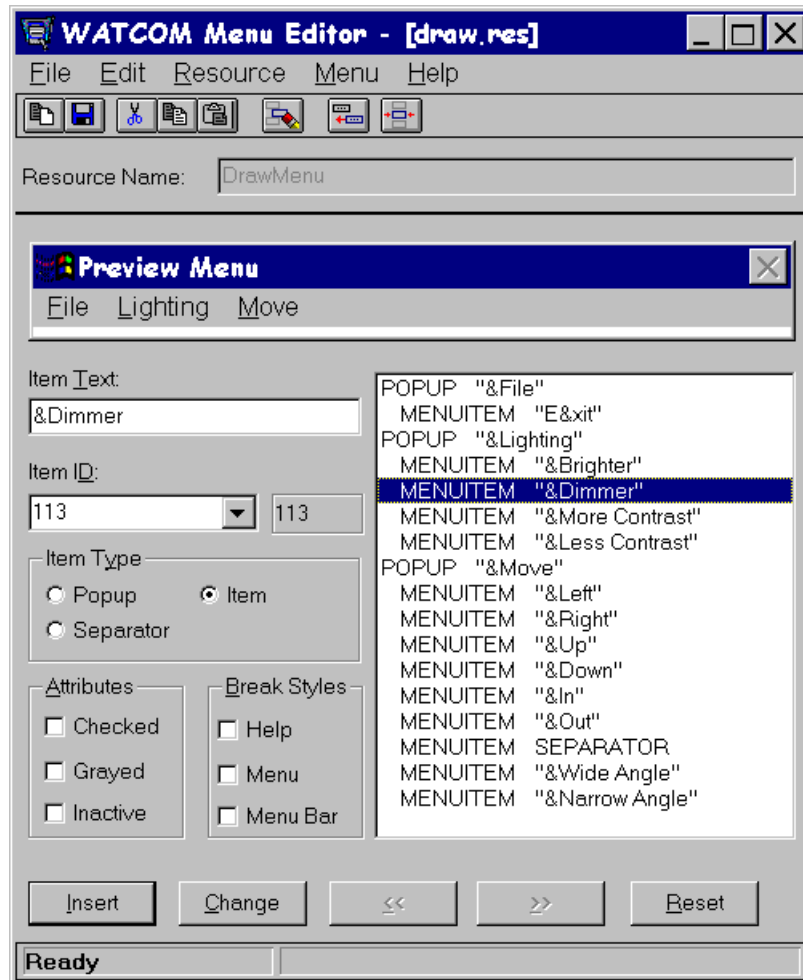 WATCOM Menu Editor - [draw.res]
File Edit Resource Menu Help
Resource Name: DrawMenu
Preview Menu
File Lighting Move
Item Text:
&Dimmer
Item ID:
113 113
Item Type
Popup Item
Separator
Attributes
Checked
Grayed
Inactive
Break Styles
Help
Menu
Menu Bar
POPUP "&File"
MENUITEM "E&xit"
POPUP "&Lighting"
MENUITEM "&Brighter"
MENUITEM "&Dimmer"
MENUITEM "&More Contrast"
MENUITEM "&Less Contrast"
POPUP "&Move"
MENUITEM "&Left"
MENUITEM "&Right"
MENUITEM "&Up"
MENUITEM "&Down"
MENUITEM "&In"
MENUITEM "&Out"
MENUITEM SEPARATOR
MENUITEM "&Wide Angle"
MENUITEM "&Narrow Angle"
Insert Change << >> Reset
Ready